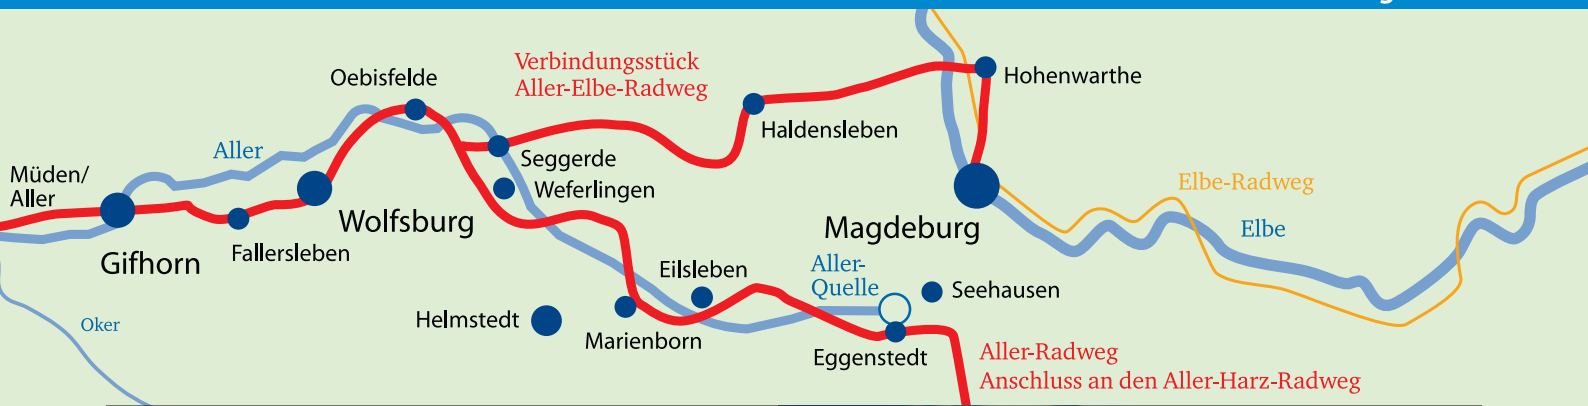 Oebisfelde
Verbindungsstück
Aller-Elbe-Radweg
Hohenwarthe
Haldensleben
Aller
Seggerde
Müden/
Aller
Weferlingen
Elbe-Radweg
Wolfsburg
Magdeburg
Elbe
Gifhorn
Fallersleben
Aller-
Quelle
Eilsleben
Seehausen
Helmstedt
Oker
Marienborn
Eggenstedt
Aller-Radweg
Anschluss an den Aller-Harz-Radweg